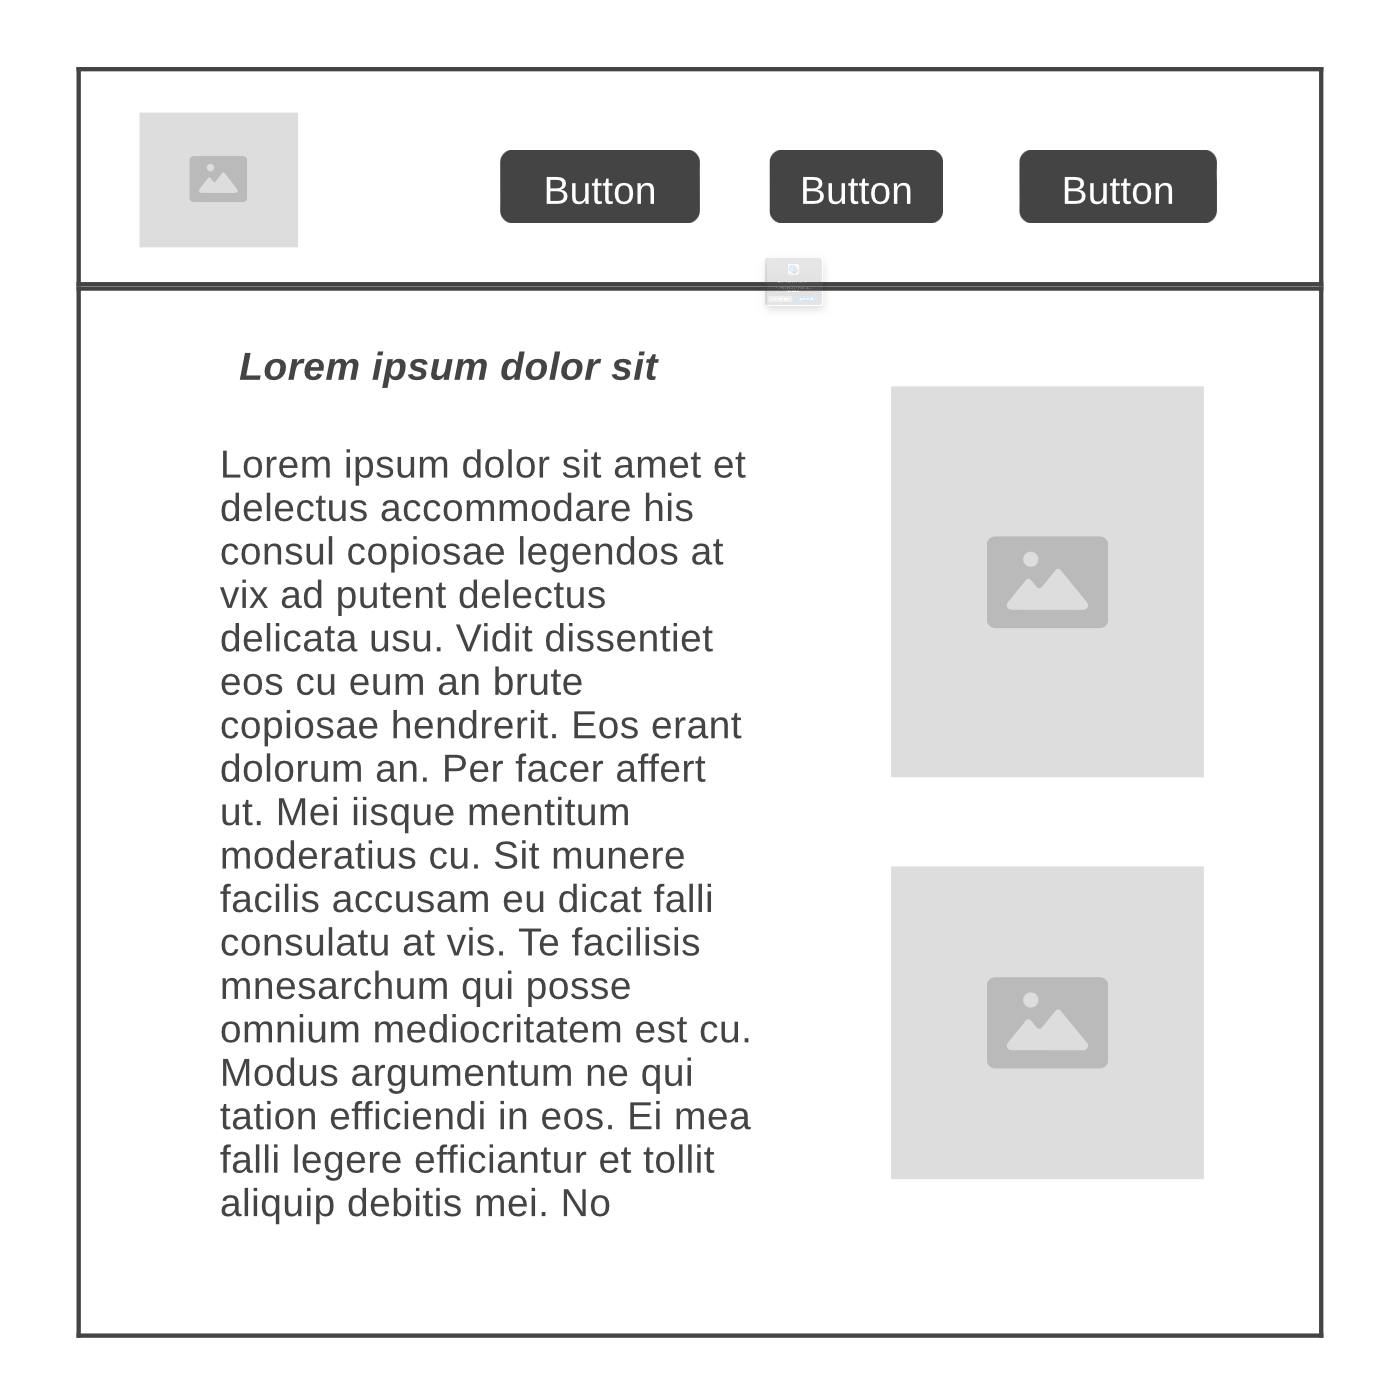 Button Button Button
Lorem ipsum dolor sit
Lorem ipsum dolor sit amet et
delectus accommodare his
consul copiosae legendos at
vix ad putent delectus
delicata usu. Vidit dissentiet
eos cu eum an brute
copiosae hendrerit. Eos erant
dolorum an. Per facer affert
ut. Mei iisque mentitum
moderatius cu. Sit munere
facilis accusam eu dicat falli
consulatu at vis. Te facilisis
mnesarchum qui posse
omnium mediocritatem est cu.
Modus argumentum ne qui
tation efficiendi in eos. Ei mea
falli legere efficiantur et tollit
aliquip debitis mei. No